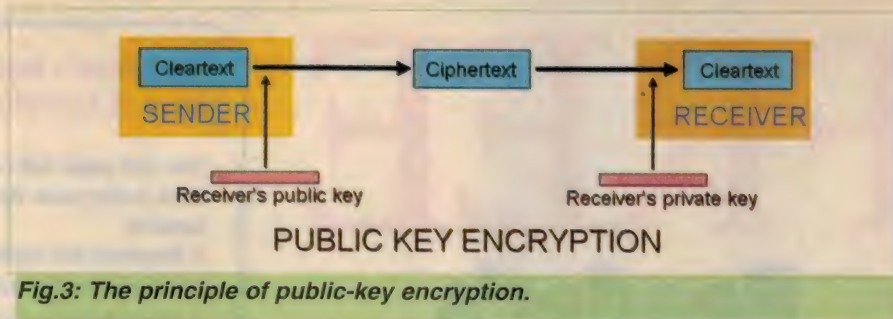 Cleartext
Ciphertext
Cleartext
SENDER
RECEIVER
Receiver's public key
Receiver's private key
PUBLIC KEY ENCRYPTION
Fig.3: The principle of public-key encryption.